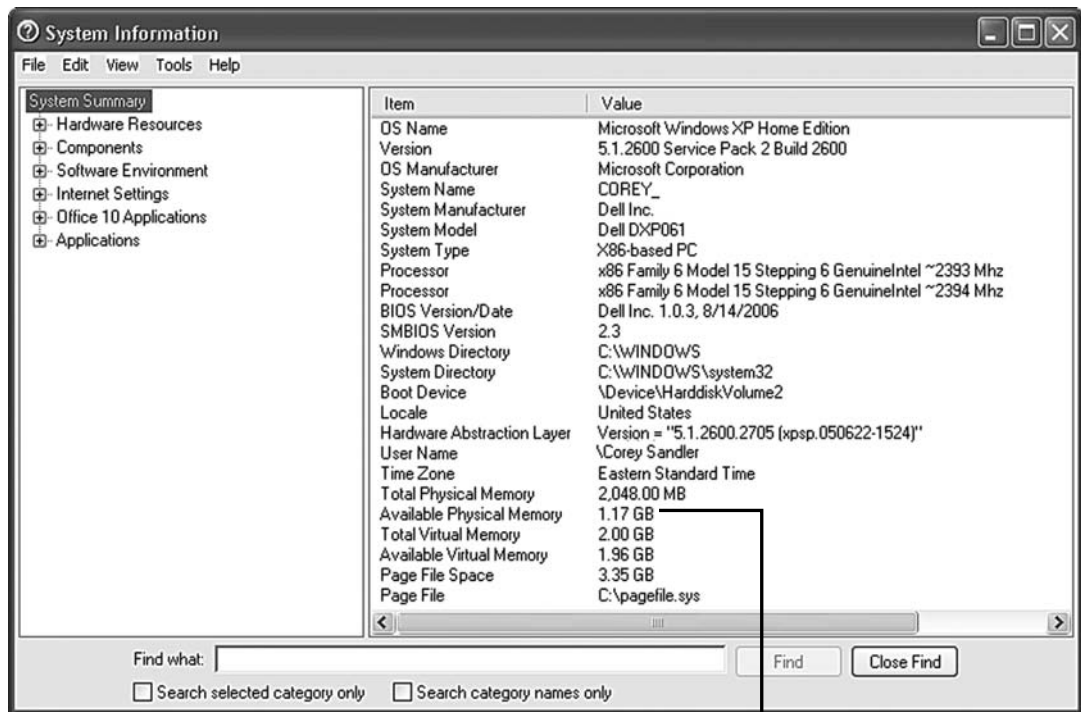 System Information
File Edit View Tools Help
System Summary
Hardware Resources
Components
Software Environment
Internet Settings
Office 10 Applications
Applications
Item Value
OS Name Microsoft Windows XP Home Edition
Version 5.1.2600 Service Pack 2 Build 2600
OS Manufacturer Microsoft Corporation
System Name COREY_
System Manufacturer Dell Inc.
System Model Dell DXP061
System Type X86-based PC
Processor x86 Family 6 Model 15 Stepping 6 GenuineIntel ~2393 Mhz
Processor x86 Family 6 Model 15 Stepping 6 GenuineIntel ~2394 Mhz
BIOS Version/Date Dell Inc. 1.0.3, 8/14/2006
SMBIOS Version 2.3
Windows Directory C:\WINDOWS
System Directory C:\WINDOWS\system32
Boot Device \Device\HarddiskVolume2
Locale United States
Hardware Abstraction Layer Version = "5.1.2600.2705 (xpsp.050622-1524)"
User Name \Corey Sandler
Time Zone Eastern Standard Time
Total Physical Memory 2,048.00 MB
Available Physical Memory 1.17 GB
Total Virtual Memory 2.00 GB
Available Virtual Memory 1.96 GB
Page File Space 3.35 GB
Page File C:\pagefile.sys
Find what: Find Close Find
Search selected category only Search category names only